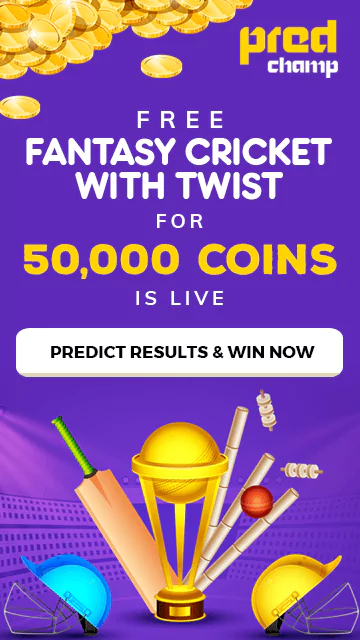 pred
champ
FREE
FANTASY CRICKET
WITH TWIST
FOR
50,000 COINS
IS LIVE
PREDICT RESULTS & WIN NOW